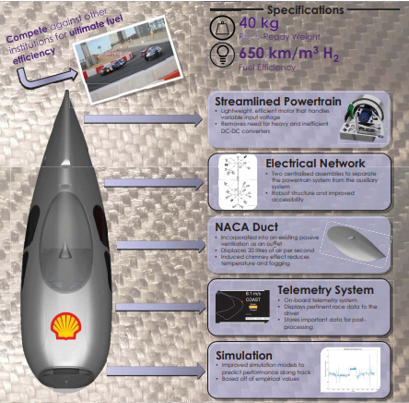 Compete against other
institutions for ultimate fuel
efficiency
Specifications
40 kg
Ready Weight
650 km/m³ H₂
Fuel Efficiency
Streamlined Powertrain
• Lightweight, efficient motor that handles
variable input voltage
• Removes need for heavy and inefficient
DC-DC converters
Electrical Network
• Two centralised assembles to separate
the powertrain system from the auxiliary
system
• Robust structure and improved
accessibility
NACA Duct
• Incorporated into an existing passive
ventilation as an outlet
• Displaces 20 litres of air per second
• Induced chimney effect reduces
temperature and fogging
Telemetry System
• On-board telemetry system
• Displays pertinent race data to the
driver
• Stores important data for post-
processing
COAST
Simulation
• Improved simulation models to
predict performance along track
• Based off of empirical values